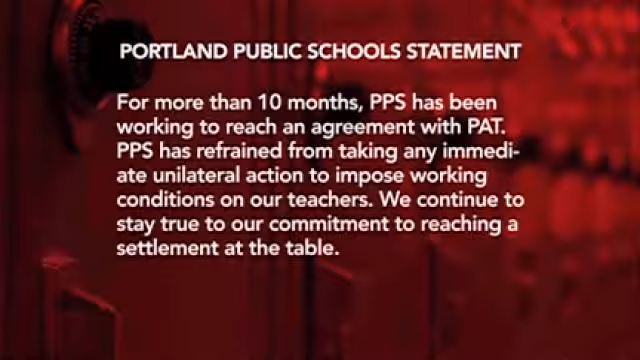 PORTLAND PUBLIC SCHOOLS STATEMENT
For more than 10 months, PPS has been
working to reach an agreement with PAT.
PPS has refrained from taking any immedi-
ate unilateral action to impose working
conditions on our teachers. We continue to
stay true to our commitment to reaching a
settlement at the table.